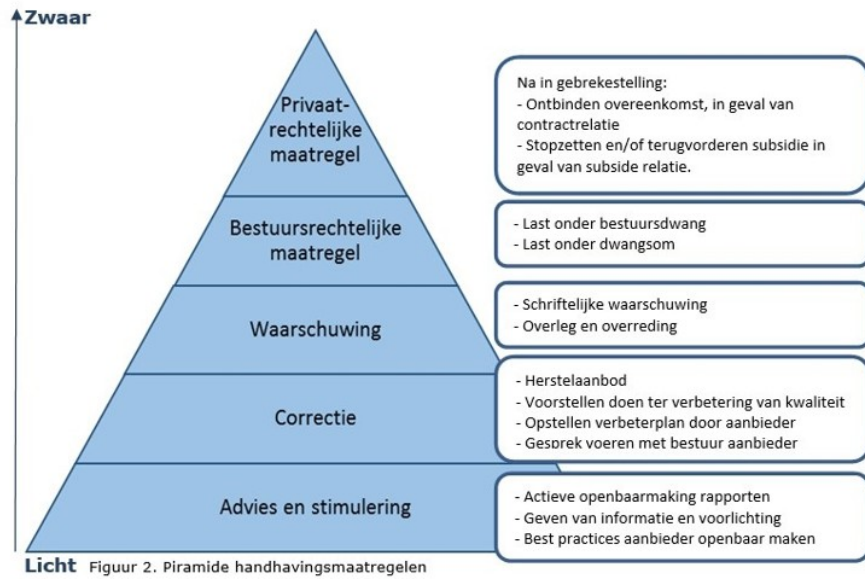 Zwaar
Privaat-
rechtelijke
maatregel
Na in gebrekestelling:
- Ontbinden overeenkomst, in geval van
contractrelatie
- Stopzetten en/of terugvorderen subsidie in
geval van subside relatie.
Bestuursrechtelijke
maatregel
- Last onder bestuursdwang
- Last onder dwangsom
Waarschuwing
- Schriftelijke waarschuwing
- Overleg en overreding
Correctie
- Herstelaanbod
- Voorstellen doen ter verbetering van kwaliteit
- Opstellen verbeterplan door aanbieder
- Gesprek voeren met bestuur aanbieder
Advies en stimulering
- Actieve openbaarmaking rapporten
- Geven van informatie en voorlichting
- Best practices aanbieder openbaar maken
Licht Figuur 2. Piramide handhavingsmaatregelen